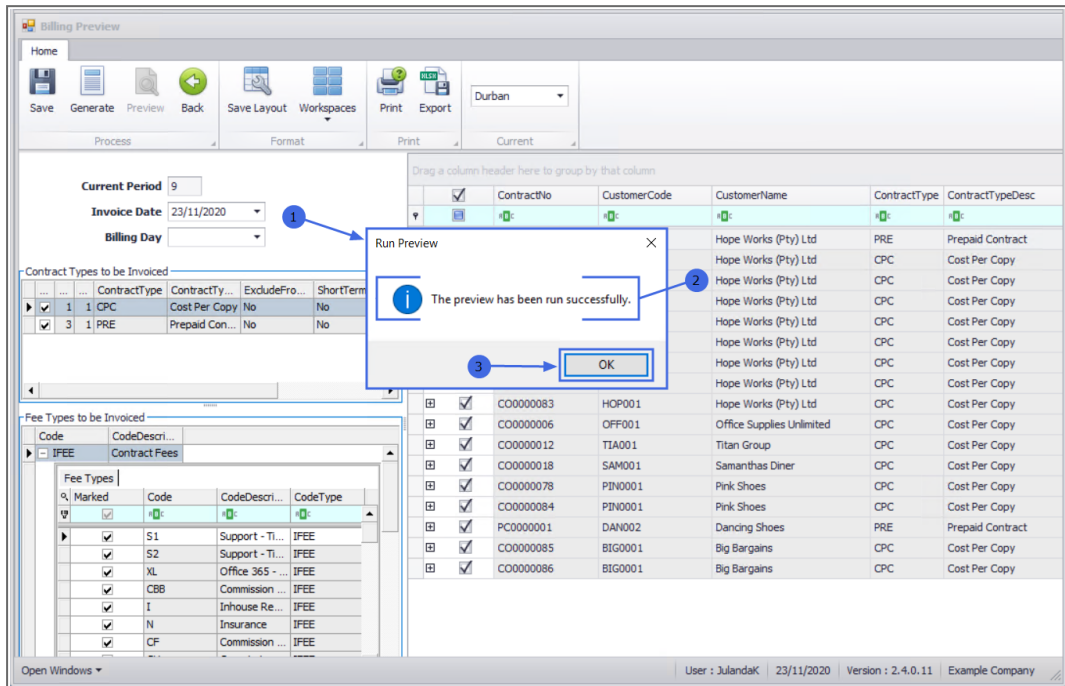 Billing Preview
Home
Save Generate Preview Back Save Layout Workspaces Print Export Durban
Process Format Print Current
Drag a column header here to group by that column
Current Period 9
Invoice Date 23/11/2020
Billing Day
ContractNo CustomerCode CustomerName ContractType ContractTypeDesc
1
Run Preview
The preview has been run successfully.
2
3
OK
Contract Types to be Invoiced
... ... ... ContractType ContractTy... ExcludeFro... ShortTerm
1 1 CPC Cost Per Copy No No
3 1 PRE Prepaid Con... No No
Hope Works (Pty) Ltd PRE Prepaid Contract
Hope Works (Pty) Ltd CPC Cost Per Copy
Hope Works (Pty) Ltd CPC Cost Per Copy
Hope Works (Pty) Ltd CPC Cost Per Copy
Hope Works (Pty) Ltd CPC Cost Per Copy
Hope Works (Pty) Ltd CPC Cost Per Copy
Hope Works (Pty) Ltd CPC Cost Per Copy
Hope Works (Pty) Ltd CPC Cost Per Copy
CO0000083 HOP001 Hope Works (Pty) Ltd CPC Cost Per Copy
CO0000006 OFF001 Office Supplies Unlimited CPC Cost Per Copy
CO0000012 TIA001 Titan Group CPC Cost Per Copy
CO0000018 SAM001 Samanthas Diner CPC Cost Per Copy
CO0000078 PIN0001 Pink Shoes CPC Cost Per Copy
CO0000084 PIN0001 Pink Shoes CPC Cost Per Copy
PC0000001 DAN002 Dancing Shoes PRE Prepaid Contract
CO0000085 BIG0001 Big Bargains CPC Cost Per Copy
CO0000086 BIG0001 Big Bargains CPC Cost Per Copy
Fee Types to be Invoiced
Code CodeDescri...
IFEE Contract Fees
Fee Types
Marked Code CodeDescri... CodeType
S1 Support - Ti... IFEE
S2 Support - Ti... IFEE
XL Office 365 - ... IFEE
CBB Commission ... IFEE
I Inhouse Re... IFEE
N Insurance IFEE
CF Commission ... IFEE
Open Windows User : JulandaK 23/11/2020 Version : 2.4.0.11 Example Company